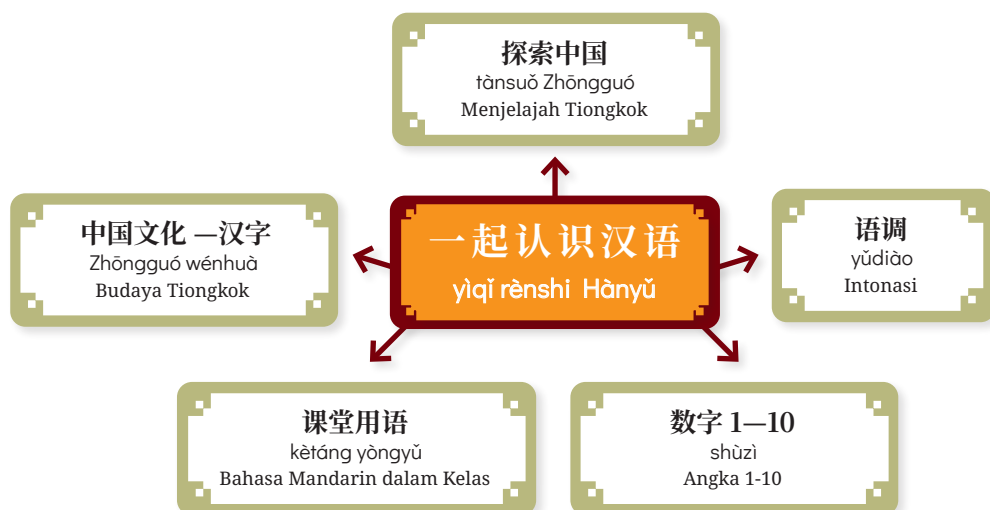 探索中国
tànsuǒ Zhōngguó
Menjelajah Tiongkok
中国文化 —汉字
Zhōngguó wénhuà
Budaya Tiongkok
一起认识汉语
yìqǐ rènshi Hànyǔ
语调
yǔdiào
Intonasi
课堂用语
kètáng yòngyǔ
Bahasa Mandarin dalam Kelas
数字 1—10
shùzì
Angka 1-10